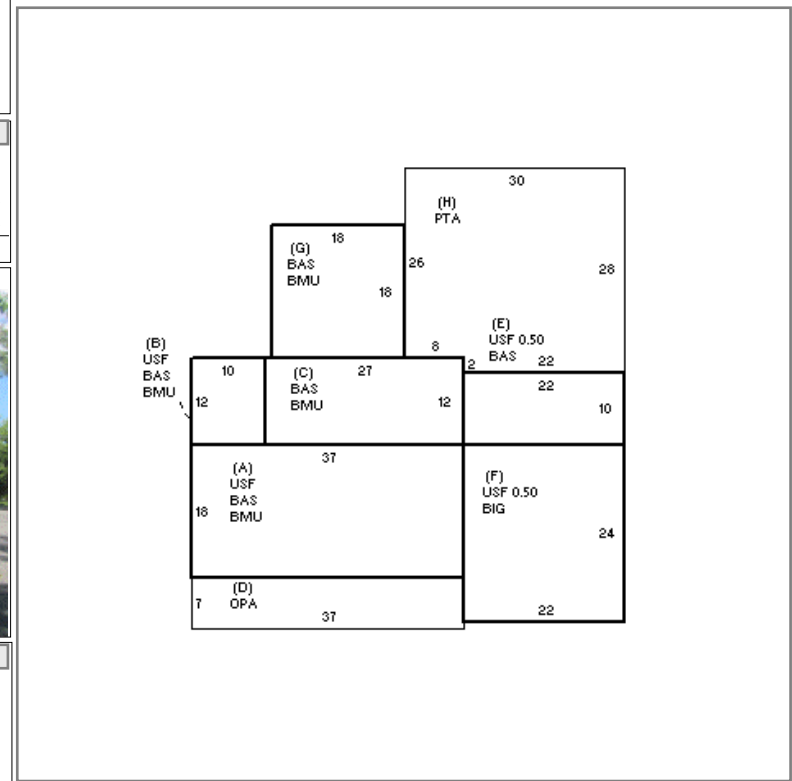 30
(H)
PTA
26
28
18
(G)
BAS
BMU
18
8
(E)
USF 0.50
BAS
2
22
(B)
USF
BAS
BMU
10
12
27
(C)
BAS
BMU
12
22
10
37
(A)
USF
BAS
BMU
18
(F)
USF 0.50
BIG
24
22
(D)
OPA
7
37